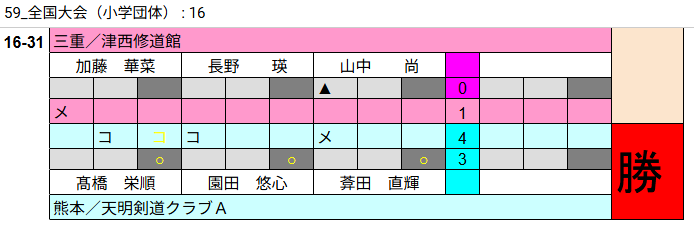 59_全国大会（小学団体） : 16
16-31 三重／津西修道館
加藤　華菜 長野　瑛 山中　尚
▲ 0
メ 1
コ コ コ メ 4
○ ○ ○ 3
勝
髙橋　栄順 園田　悠心 葊田　直輝
熊本／天明剣道クラブＡ